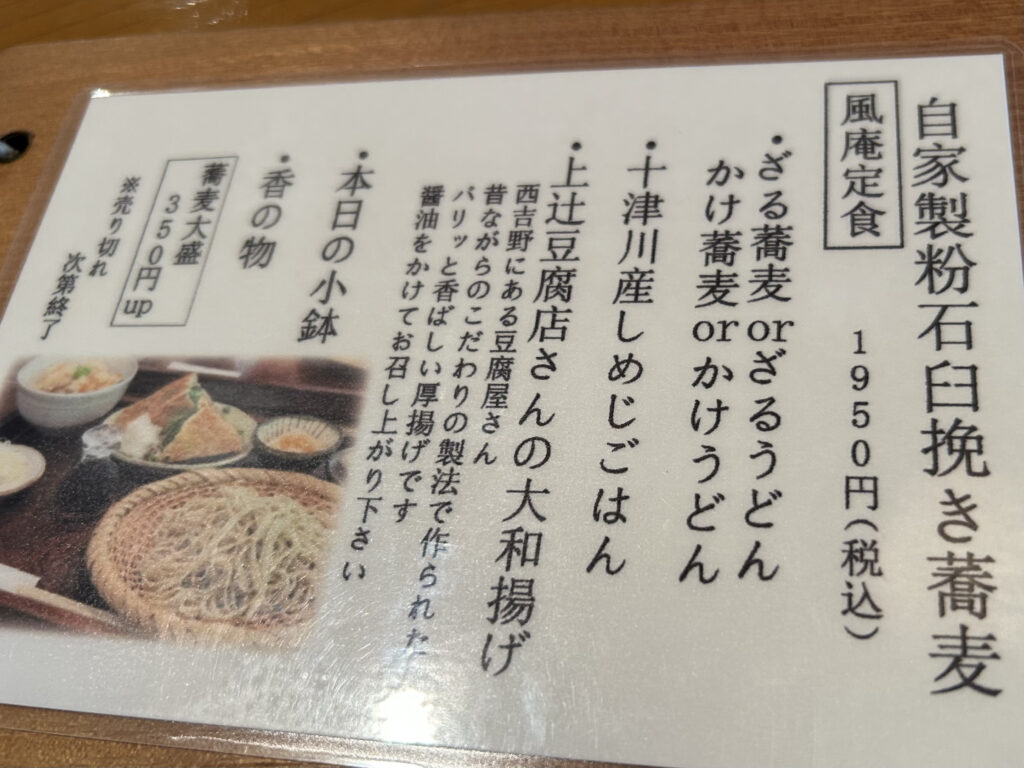 自家製粉石臼挽き蕎麦
風庵定食
1950円(税込)
・ざる蕎麦orざるうどん
かけ蕎麦orかけうどん
・十津川産しめじごはん
・上辻豆腐店さんの大和揚げ
西吉野にある豆腐屋さん
昔ながらのこだわりの製法で作られた
パリッと香ばしい厚揚げです
醤油をかけてお召し上がり下さい
・本日の小鉢
・香の物
蕎麦大盛
350円up
※売り切れ
次第終了